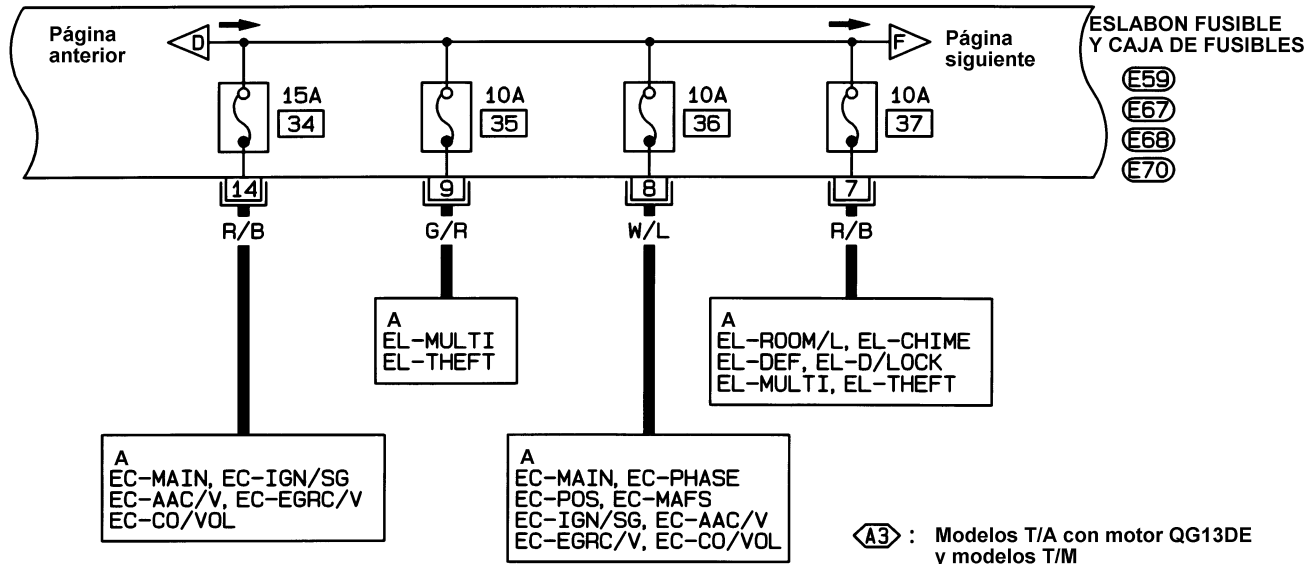 Página
anterior
D
F
Página
siguiente
ESLABON FUSIBLE
Y CAJA DE FUSIBLES
E59
E67
E68
E70
15A
34
10A
35
10A
36
10A
37
14
9
8
7
R/B
G/R
W/L
R/B
A
EL-MULTI
EL-THEFT
A
EL-ROOM/L, EL-CHIME
EL-DEF, EL-D/LOCK
EL-MULTI, EL-THEFT
A
EC-MAIN, EC-IGN/SG
EC-AAC/V, EC-EGRC/V
EC-CO/VOL
A
EC-MAIN, EC-PHASE
EC-POS, EC-MAFS
EC-IGN/SG, EC-AAC/V
EC-EGRC/V, EC-CO/VOL
A3 : Modelos T/A con motor QG13DE
y modelos T/M